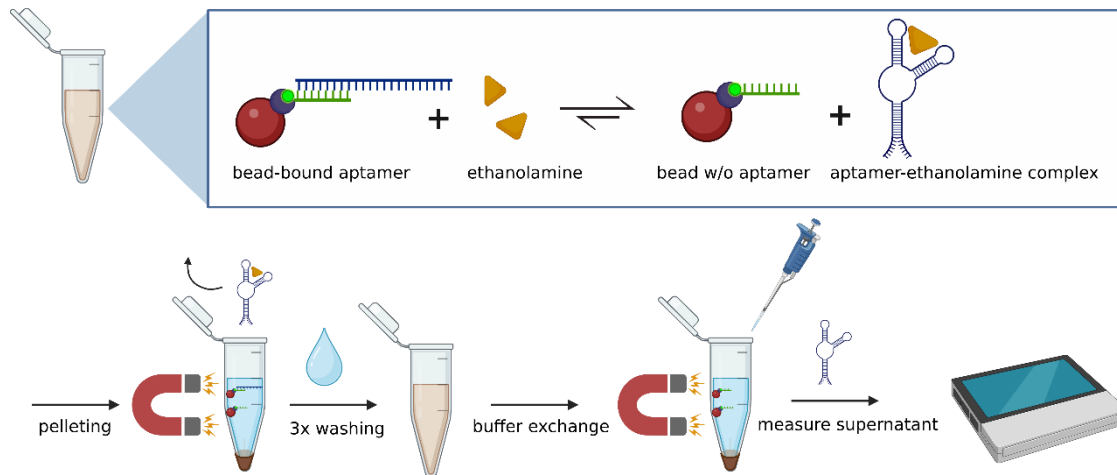 +
+
bead-bound aptamer
ethanolamine
bead w/o aptamer
aptamer-ethanolamine complex
pelleting
3x washing
buffer exchange
measure supernatant